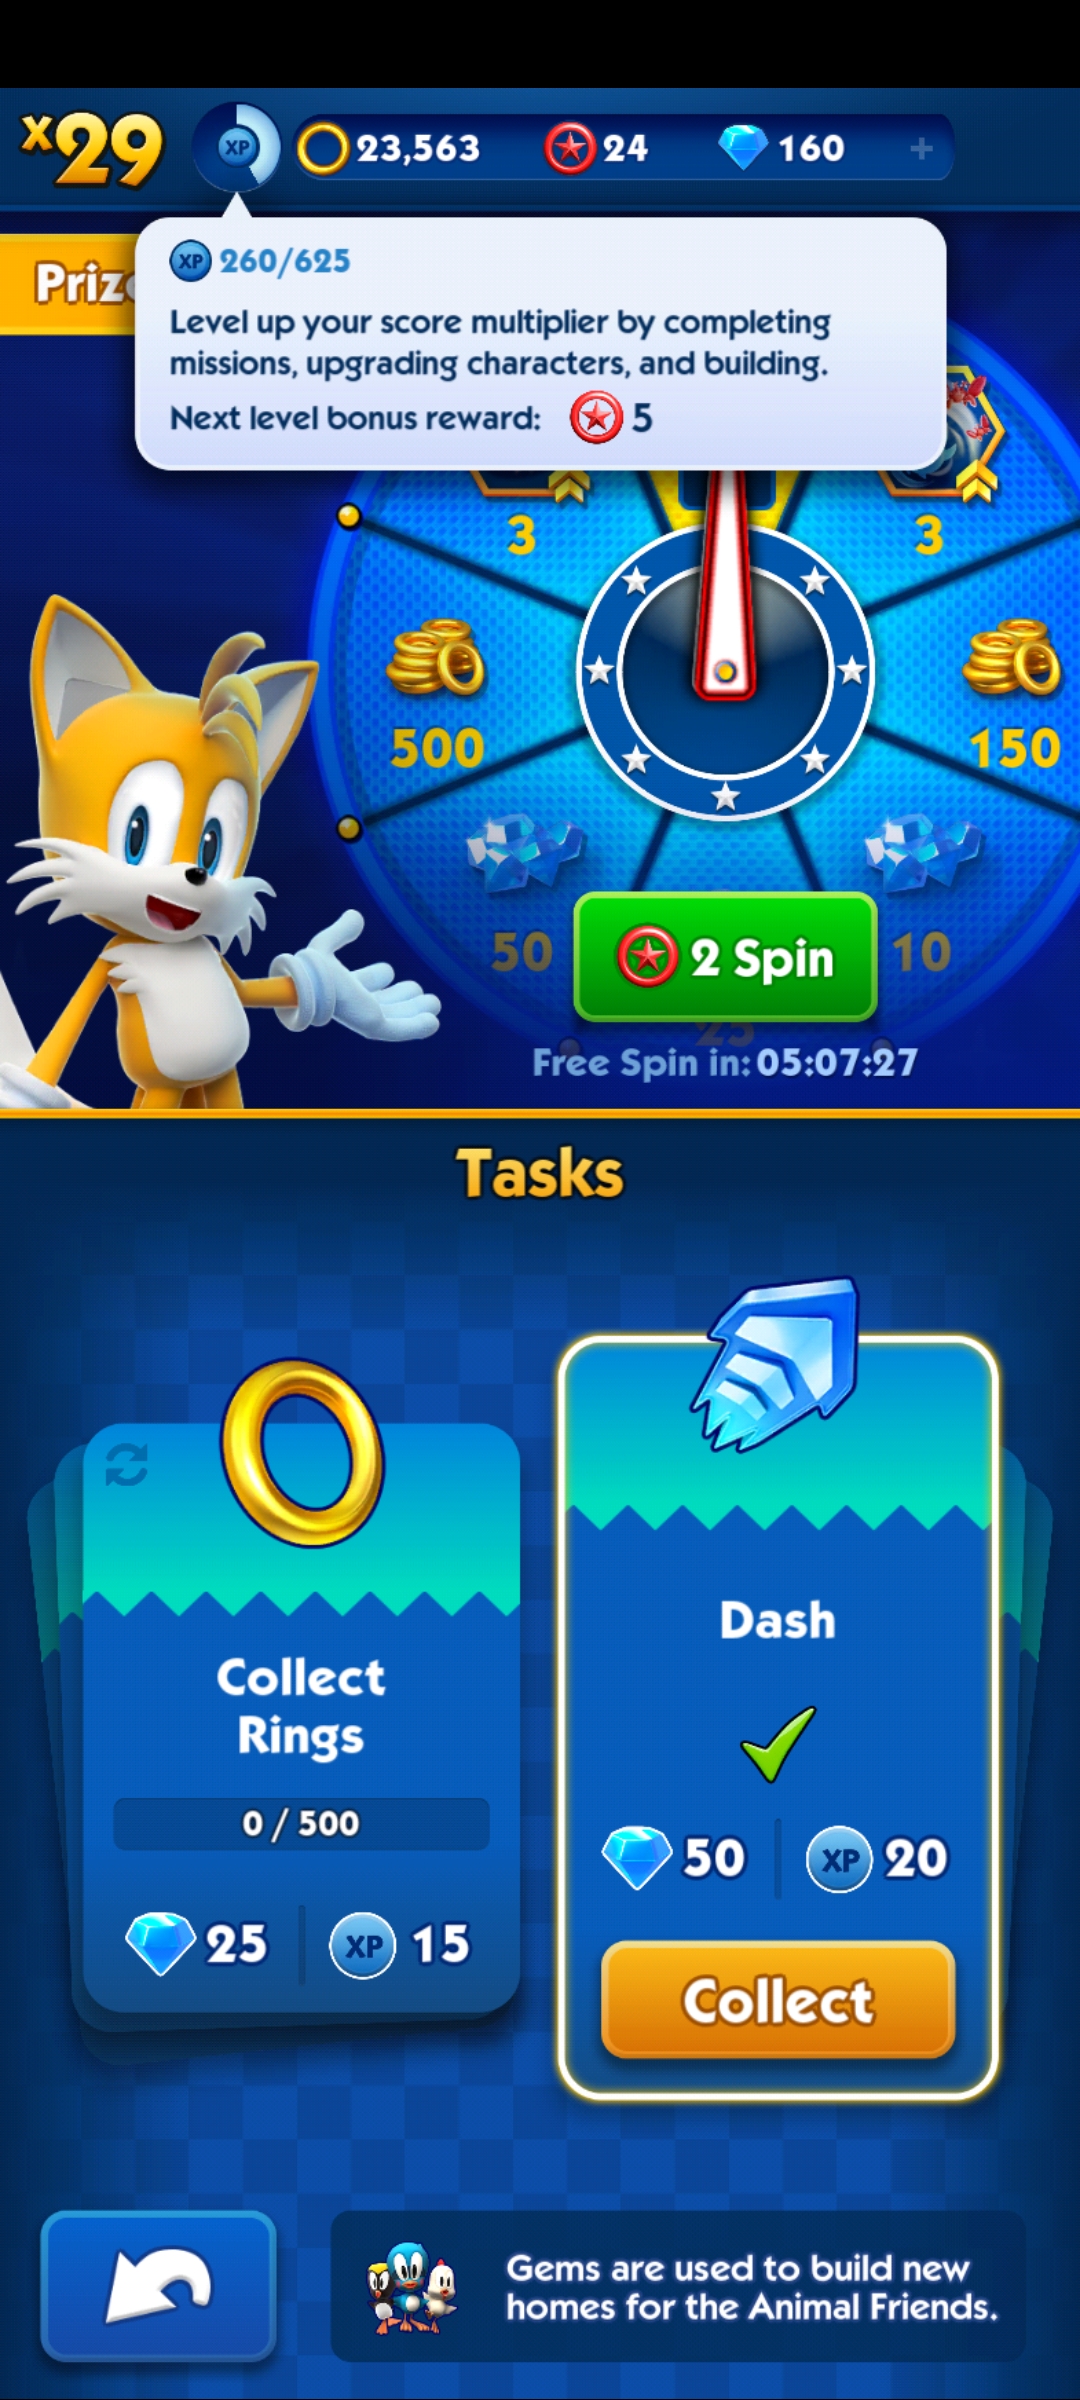 x29
XP
23,563
24
160
+
XP 260/625
Level up your score multiplier by completing
missions, upgrading characters, and building.
Next level bonus reward: 5
3
3
500
150
50
2 Spin
10
25
Free Spin in: 05:07:27
Tasks
Collect
Rings
0 / 500
25
XP 15
Dash
50
XP 20
Collect
Gems are used to build new
homes for the Animal Friends.